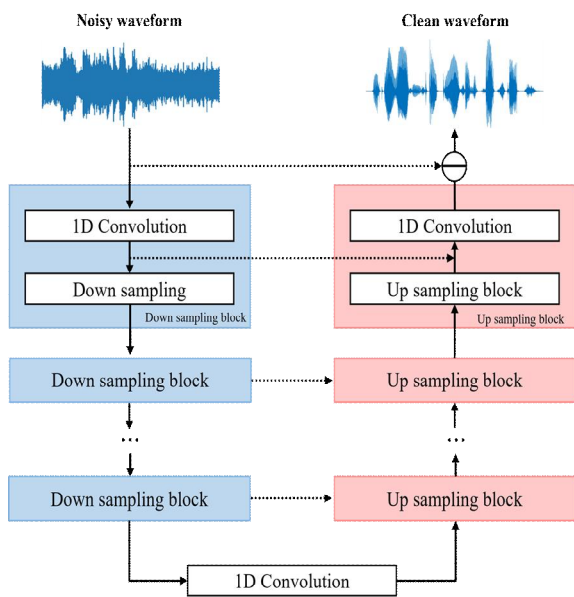 Noisy waveform
Clean waveform
1D Convolution
Down sampling
Down sampling block
1D Convolution
Up sampling block
Up sampling block
Down sampling block
Up sampling block
...
...
Down sampling block
Up sampling block
1D Convolution